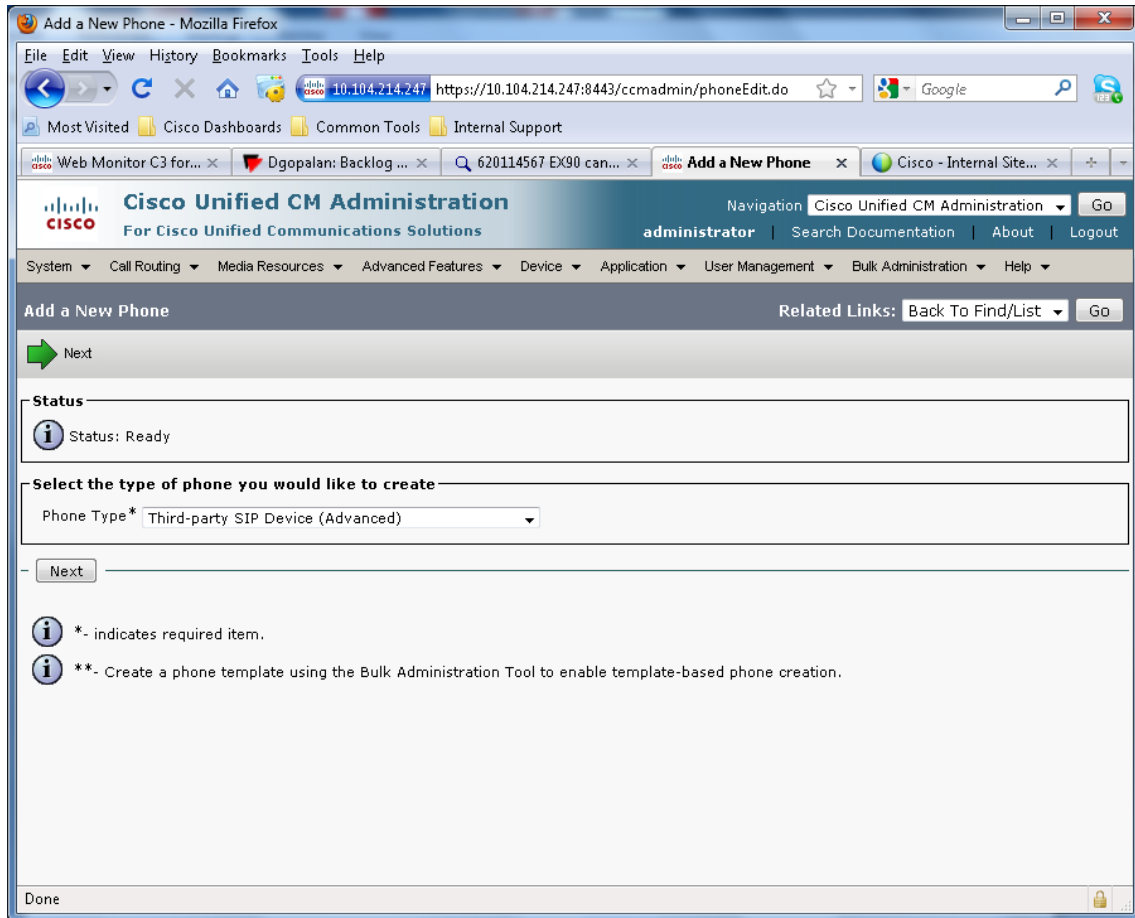 Add a New Phone - Mozilla Firefox
File Edit View History Bookmarks Tools Help
cisco 10.104.214.247 https://10.104.214.247:8443/ccmadmin/phoneEdit.do Google
Most Visited Cisco Dashboards Common Tools Internal Support
Web Monitor C3 for... Dgopalan: Backlog ... 620114567 EX90 can... Add a New Phone Cisco - Internal Site...
cisco
Cisco Unified CM Administration
For Cisco Unified Communications Solutions
Navigation Cisco Unified CM Administration Go
administrator | Search Documentation | About | Logout
System Call Routing Media Resources Advanced Features Device Application User Management Bulk Administration Help
Add a New Phone Related Links: Back To Find/List Go
Next
Status
Status: Ready
Select the type of phone you would like to create
Phone Type* Third-party SIP Device (Advanced)
Next
*- indicates required item.
**- Create a phone template using the Bulk Administration Tool to enable template-based phone creation.
Done